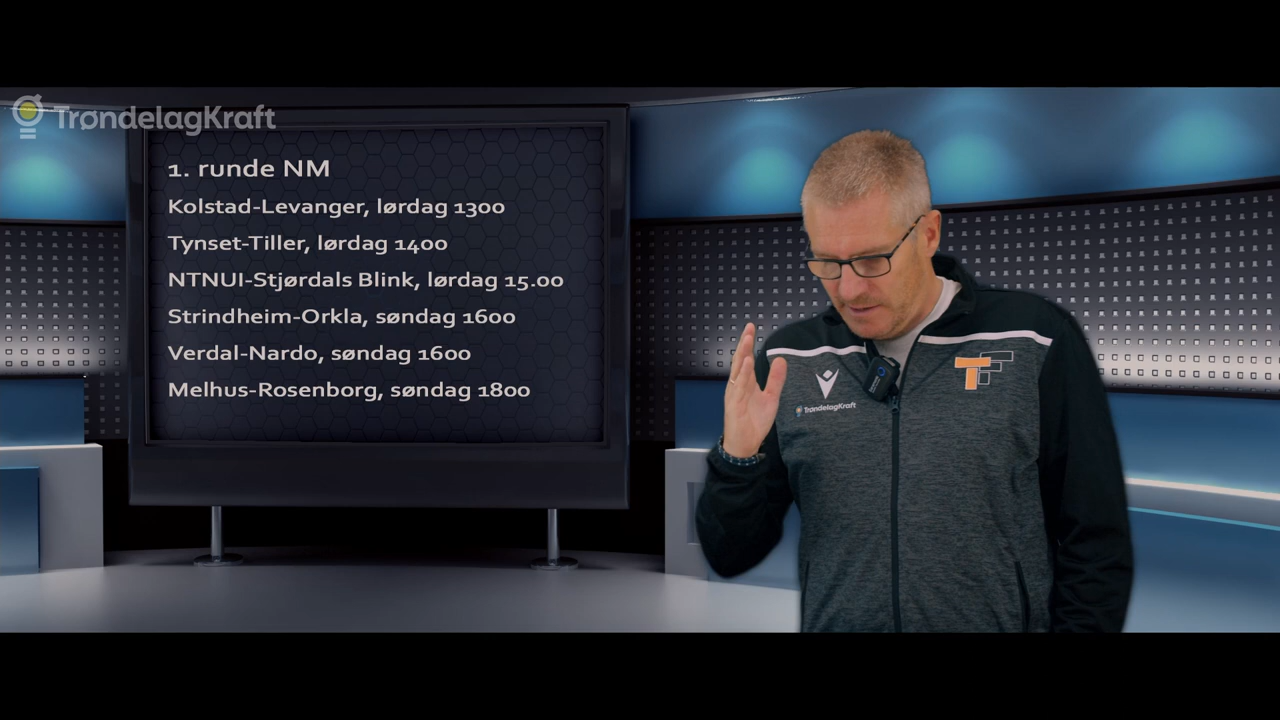 TrøndelagKraft
1. runde NM
Kolstad-Levanger, lørdag 1300
Tynset-Tiller, lørdag 1400
NTNUI-Stjørdals Blink, lørdag 15.00
Strindheim-Orkla, søndag 1600
Verdal-Nardo, søndag 1600
Melhus-Rosenborg, søndag 1800
TrøndelagKraft
TFF